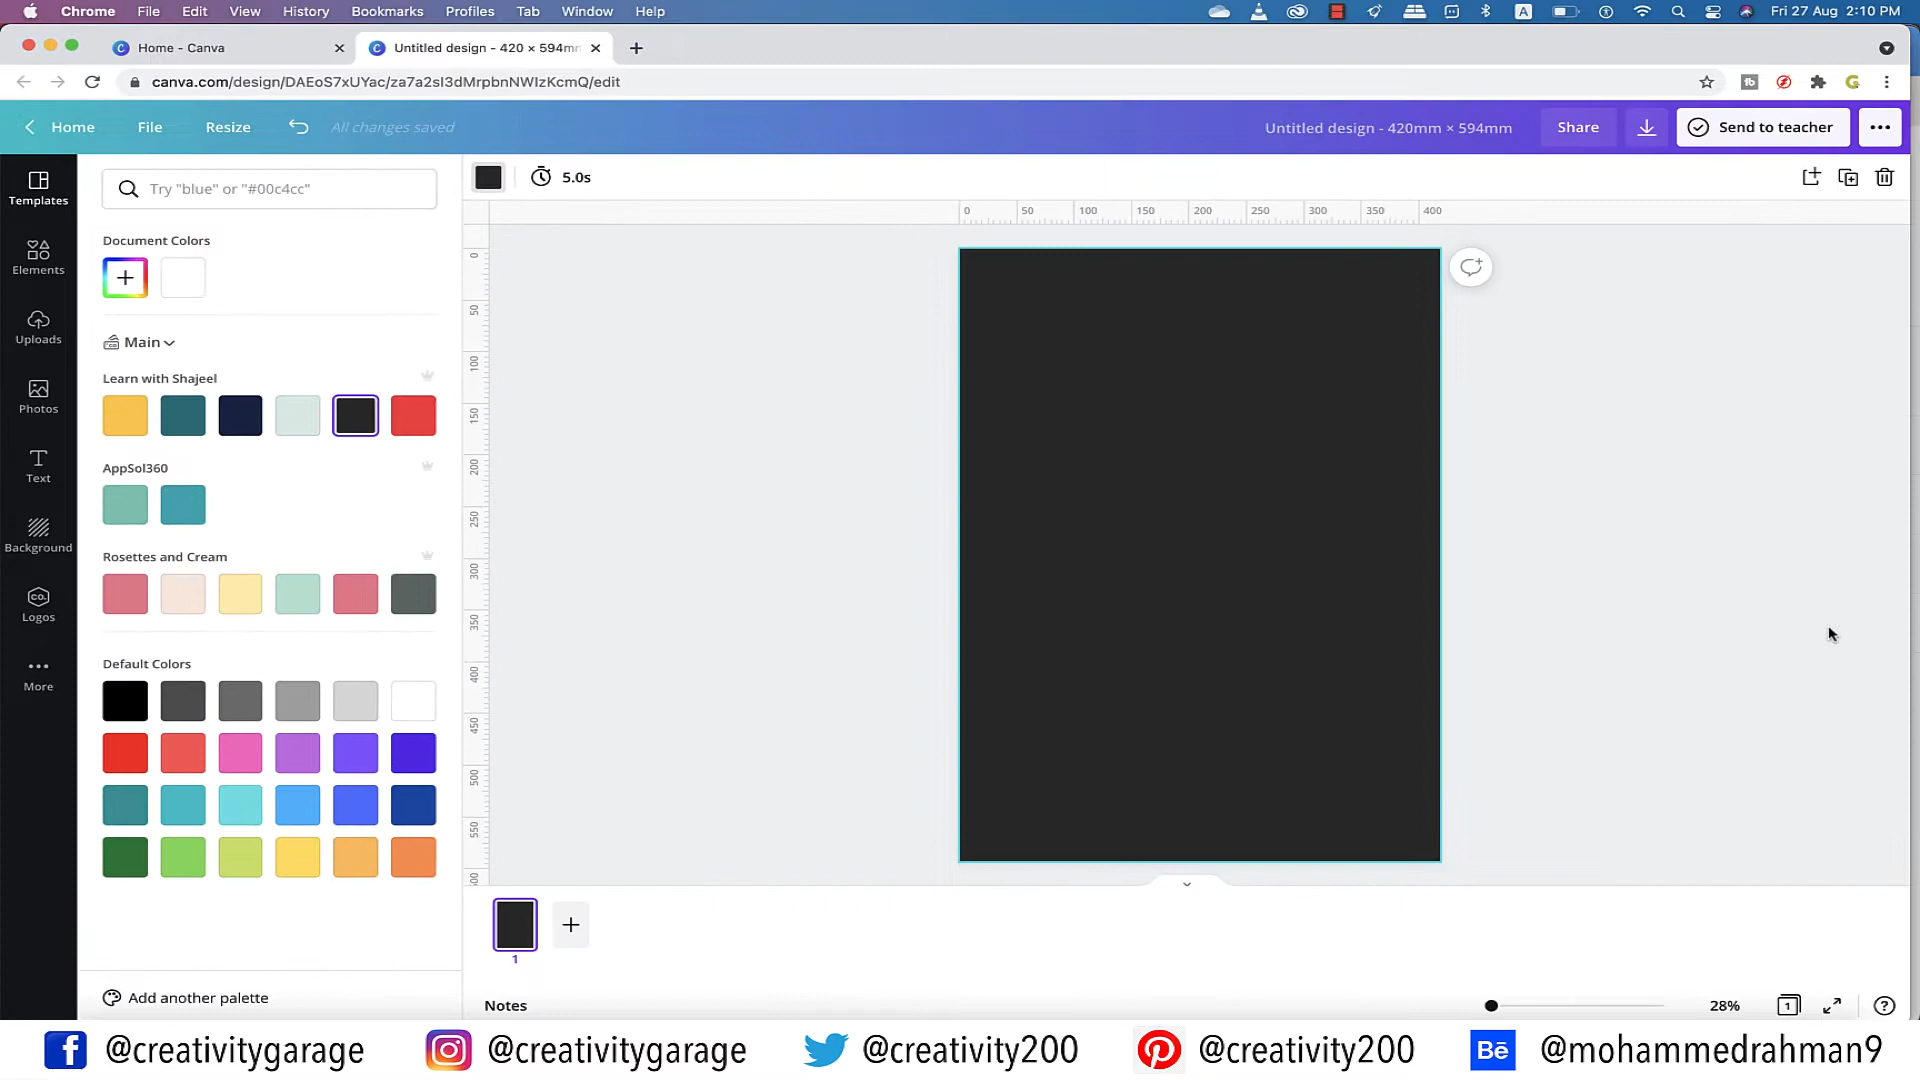 Chrome File Edit View History Bookmarks Profiles Tab Window Help
A
Fri 27 Aug 2:10 PM
Home - Canva
Untitled design - 420 × 594mm
canva.com/design/DAEoS7xUYac/za7a2sI3dMrpbnNWIzKcmQ/edit
Home File Resize All changes saved
Untitled design - 420mm × 594mm Share Send to teacher
Templates
Elements
Uploads
Photos
Text
Background
CO.
Logos
More
Try "blue" or "#00c4cc"
Document Colors
Main
Learn with Shajeel
AppSol360
Rosettes and Cream
Default Colors
Add another palette
5.0s
0 50 100 150 200 250 300 350 400
0
50
100
150
200
250
300
350
400
450
500
550
1
Notes
28%
1
?
f @creativitygarage @creativitygarage @creativity200 @creativity200 Bē @mohammedrahman9